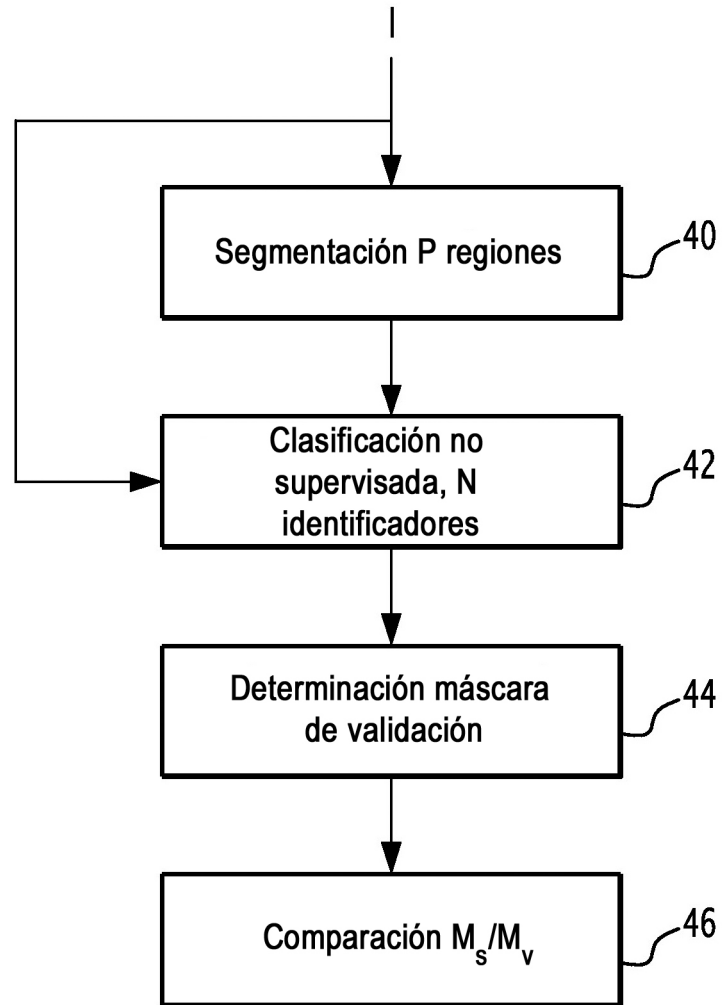 I
Segmentación P regiones
40
Clasificación no
supervisada, N
identificadores
42
Determinación máscara
de validación
44
Comparación Ms/Mv
46